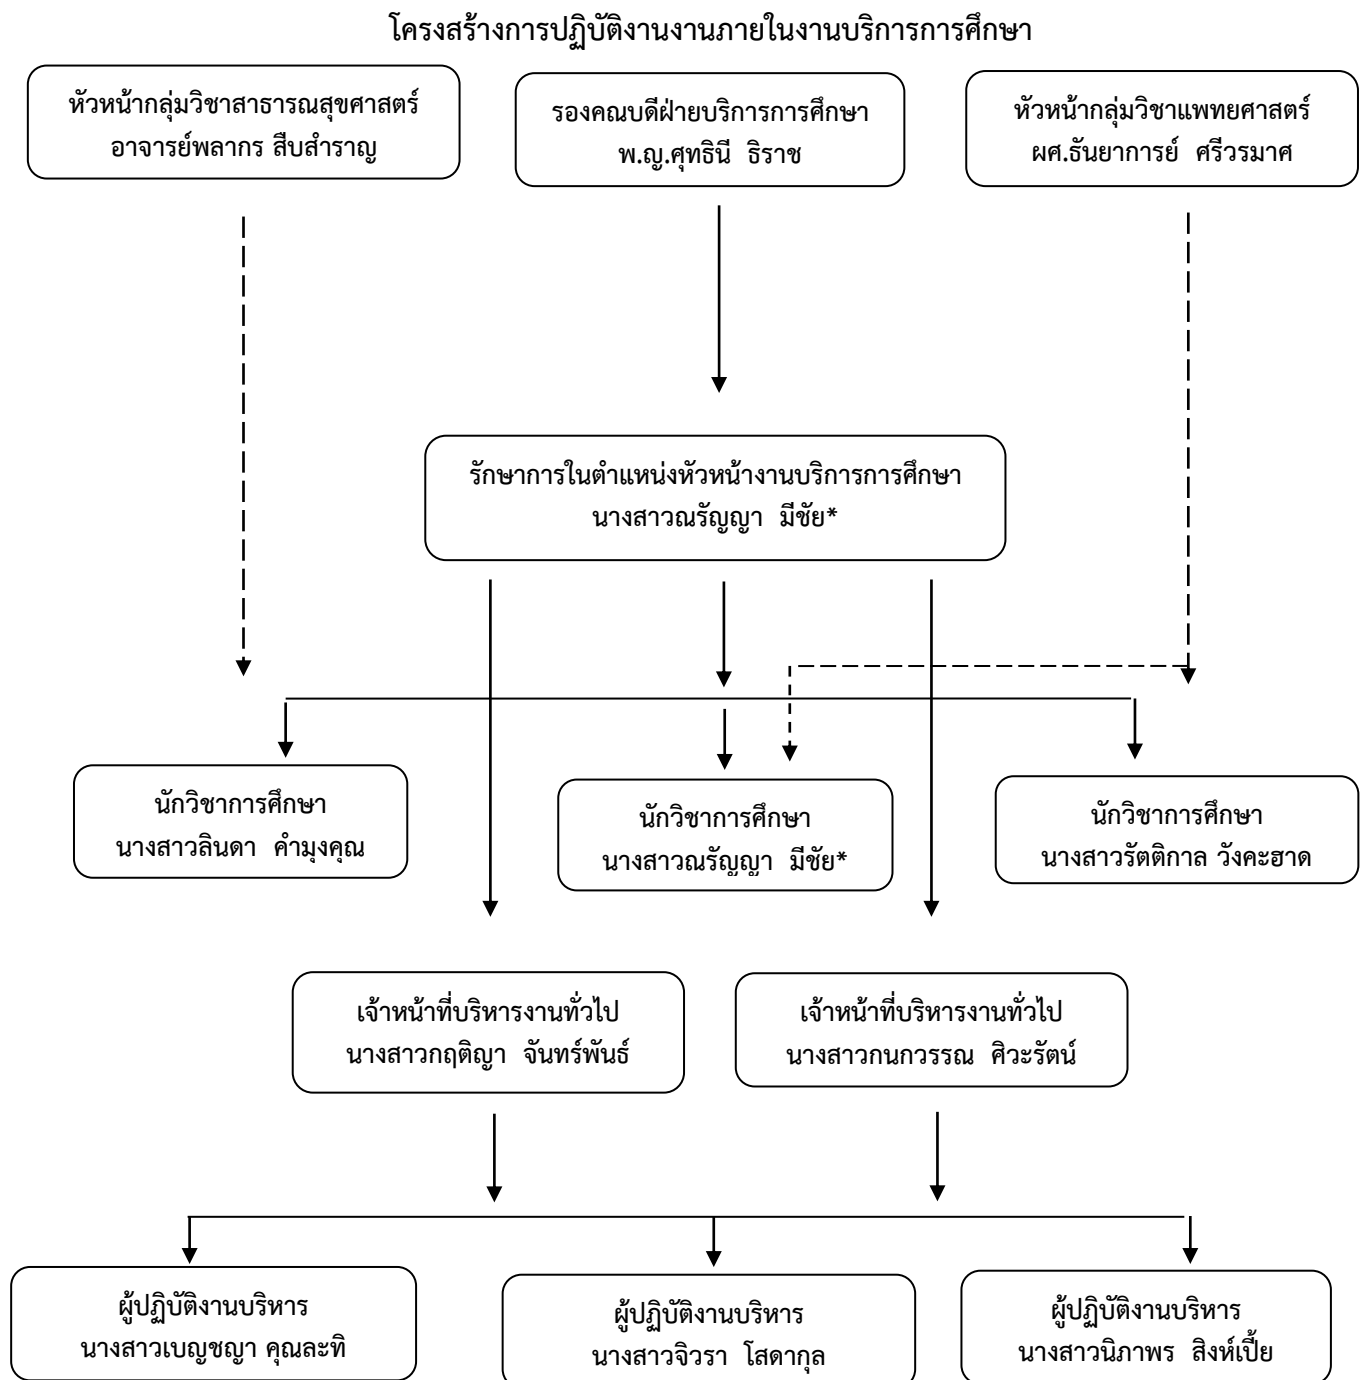 โครงสร้างการปฏิบัติงานงานภายในงานบริการการศึกษา
หัวหน้ากลุ่มวิชาสาธารณสุขศาสตร์
อาจารย์พลากร สืบสำราญ
รองคณบดีฝ่ายบริการการศึกษา
พ.ญ.ศุทธินี ธิราช
หัวหน้ากลุ่มวิชาแพทยศาสตร์
ผศ.ธันยาการย์ ศรีวรมาศ
รักษาการในตำแหน่งหัวหน้างานบริการการศึกษา
นางสาวณรัญญา มีชัย*
นักวิชาการศึกษา
นางสาวลินดา คำมุงคุณ
นักวิชาการศึกษา
นางสาวณรัญญา มีชัย*
นักวิชาการศึกษา
นางสาวรัตติกาล วังคะฮาด
เจ้าหน้าที่บริหารงานทั่วไป
นางสาวกฤติญา จันทร์พันธ์
เจ้าหน้าที่บริหารงานทั่วไป
นางสาวกนกวรรณ ศิวะรัตน์
ผู้ปฏิบัติงานบริหาร
นางสาวเบญชญา คุณละทิ
ผู้ปฏิบัติงานบริหาร
นางสาวจิวรา โสดากุล
ผู้ปฏิบัติงานบริหาร
นางสาวนิภาพร สิงห์เปี้ย